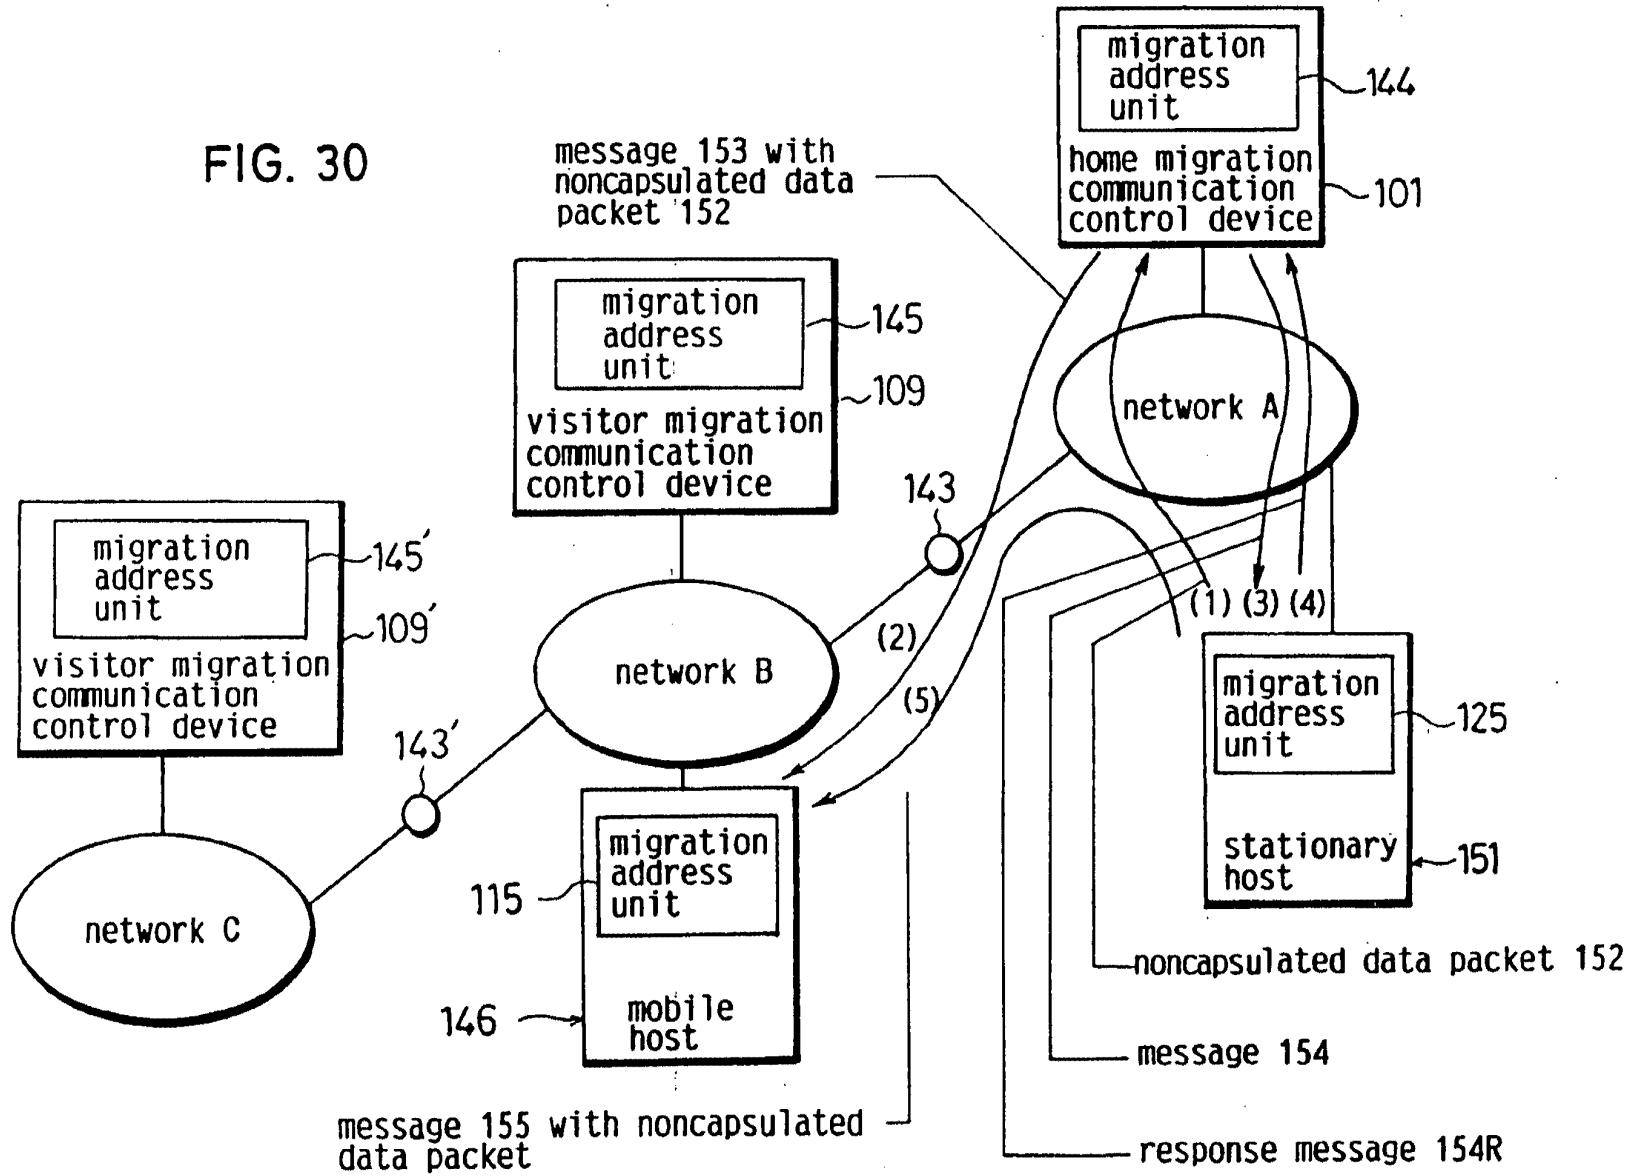 FIG. 30
migration
address
unit
144
home migration
communication
control device
101
message 153 with
noncapsulated data
packet 152
migration
address
unit
145
visitor migration
communication
control device
109
network A
143
migration
address
unit
145'
visitor migration
communication
control device
109'
(1) (3) (4)
(2)
(5)
network B
143'
migration
address
unit
125
stationary
host
151
migration
address
unit
115
mobile
host
146
network C
noncapsulated data packet 152
message 154
message 155 with noncapsulated
data packet
response message 154R